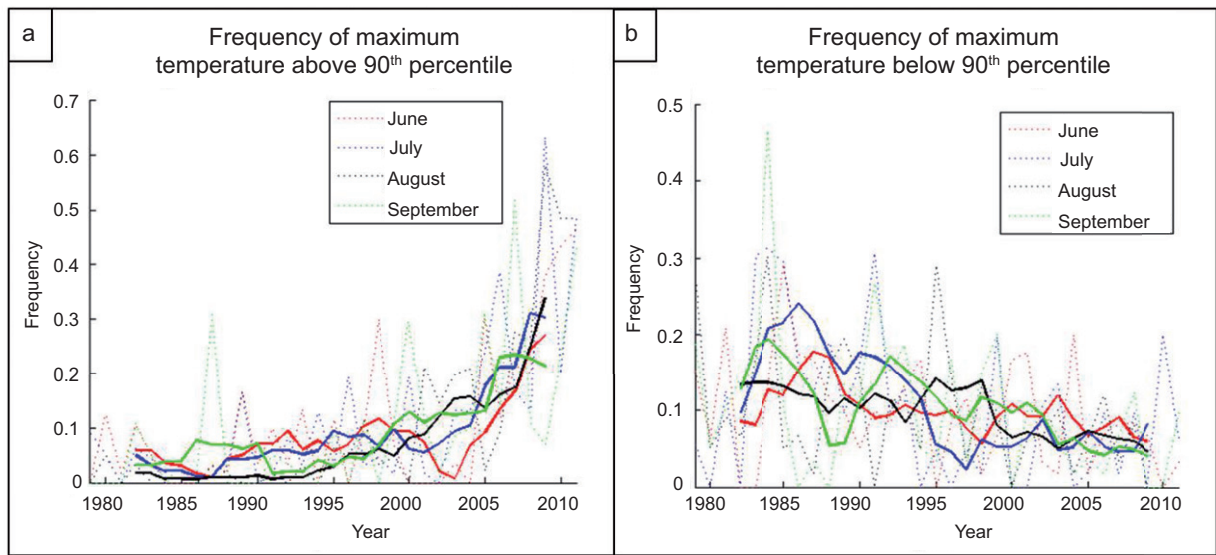 a
Frequency of maximum
temperature above 90th percentile
0.7
0.6
0.5
0.4
0.3
0.2
0.1
0
Frequency
June
July
August
September
1980 1985 1990 1995 2000 2005 2010
Year
b
Frequency of maximum
temperature below 90th percentile
0.5
0.4
0.3
0.2
0.1
0
Frequency
June
July
August
September
1980 1985 1990 1995 2000 2005 2010
Year